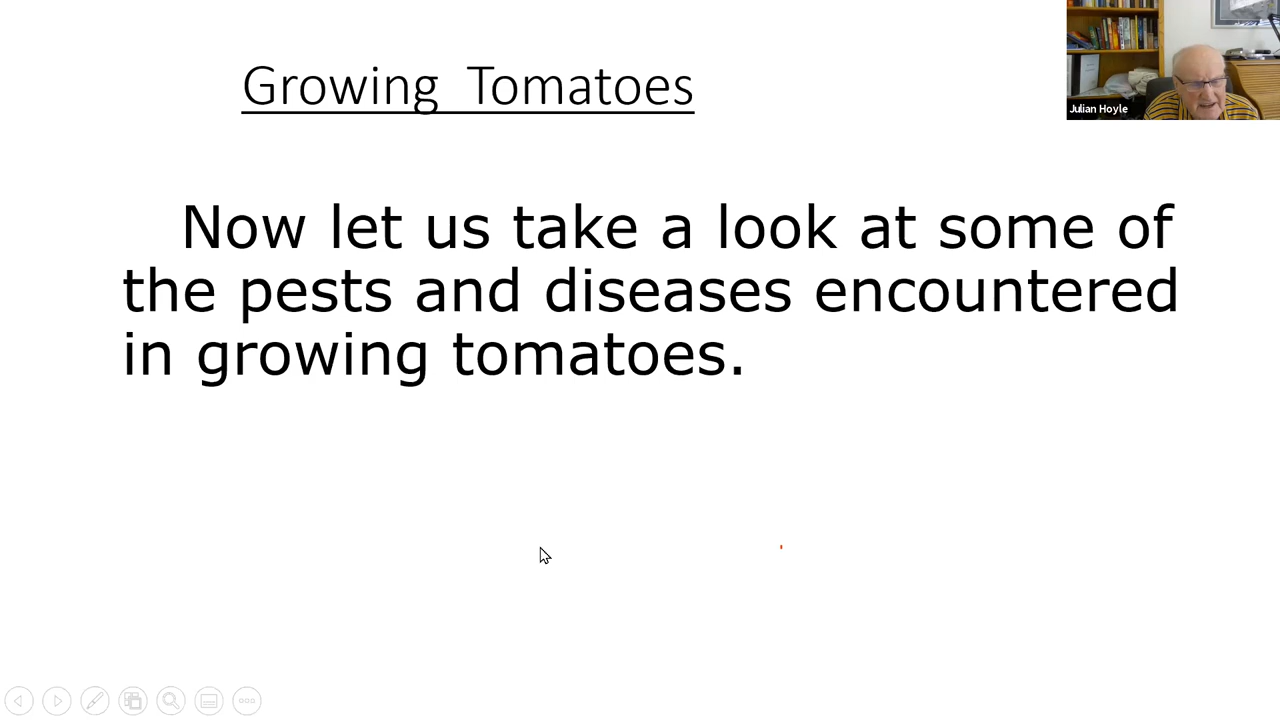 Growing Tomatoes
Julian Hoyle
Now let us take a look at some of
the pests and diseases encountered
in growing tomatoes.